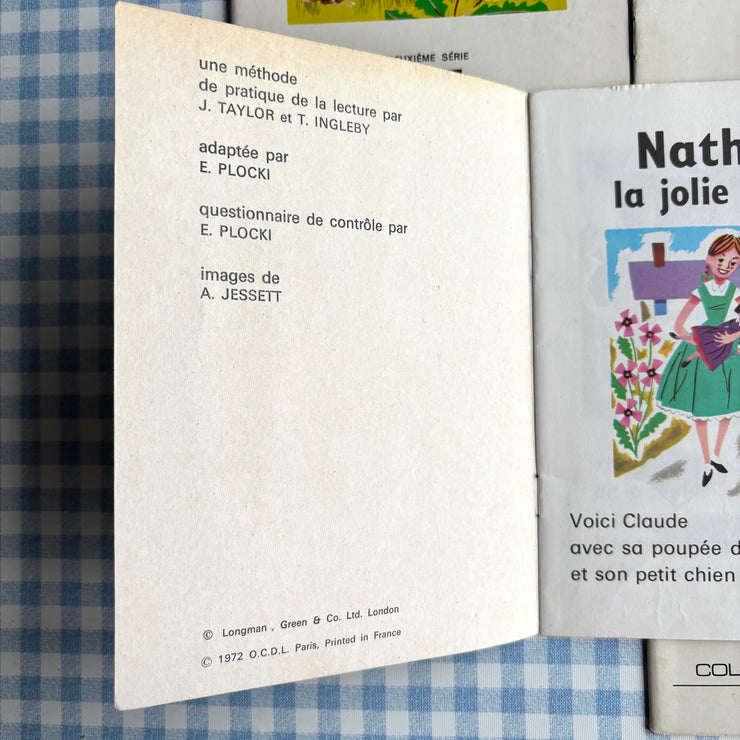 UXIÈME SÉRIE
une méthode
de pratique de la lecture par
J. TAYLOR et T. INGLEBY
adaptée par
E. PLOCKI
questionnaire de contrôle par
E. PLOCKI
images de
A. JESSETT
© Longman, Green & Co. Ltd. London
© 1972 O.C.D.L. Paris, Printed in France
Nath
la jolie
Voici Claude
avec sa poupée d
et son petit chien
COL